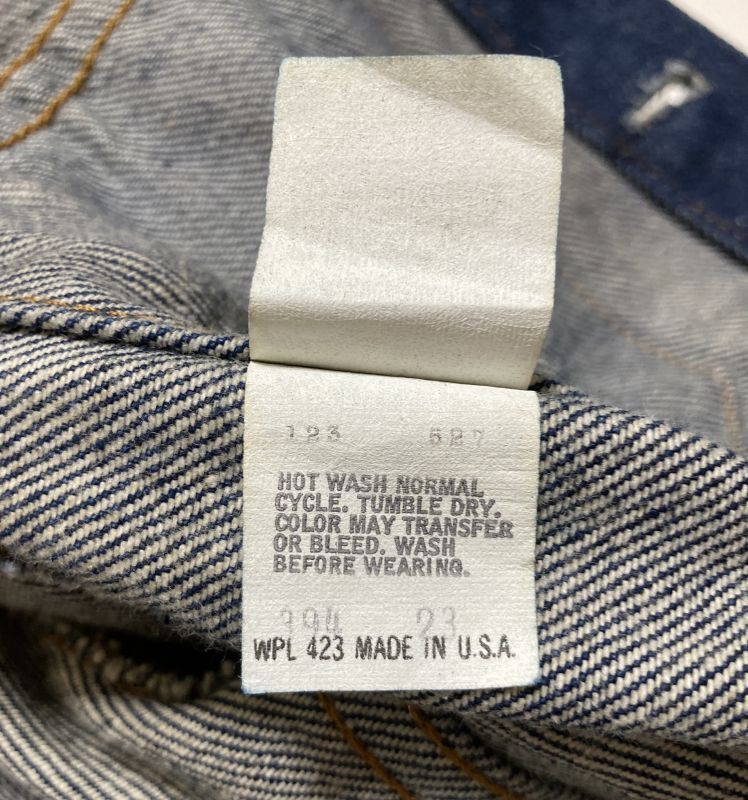 123 527
HOT WASH NORMAL
CYCLE. TUMBLE DRY.
COLOR MAY TRANSFER
OR BLEED. WASH
BEFORE WEARING.
394 23
WPL 423 MADE IN U.S.A.